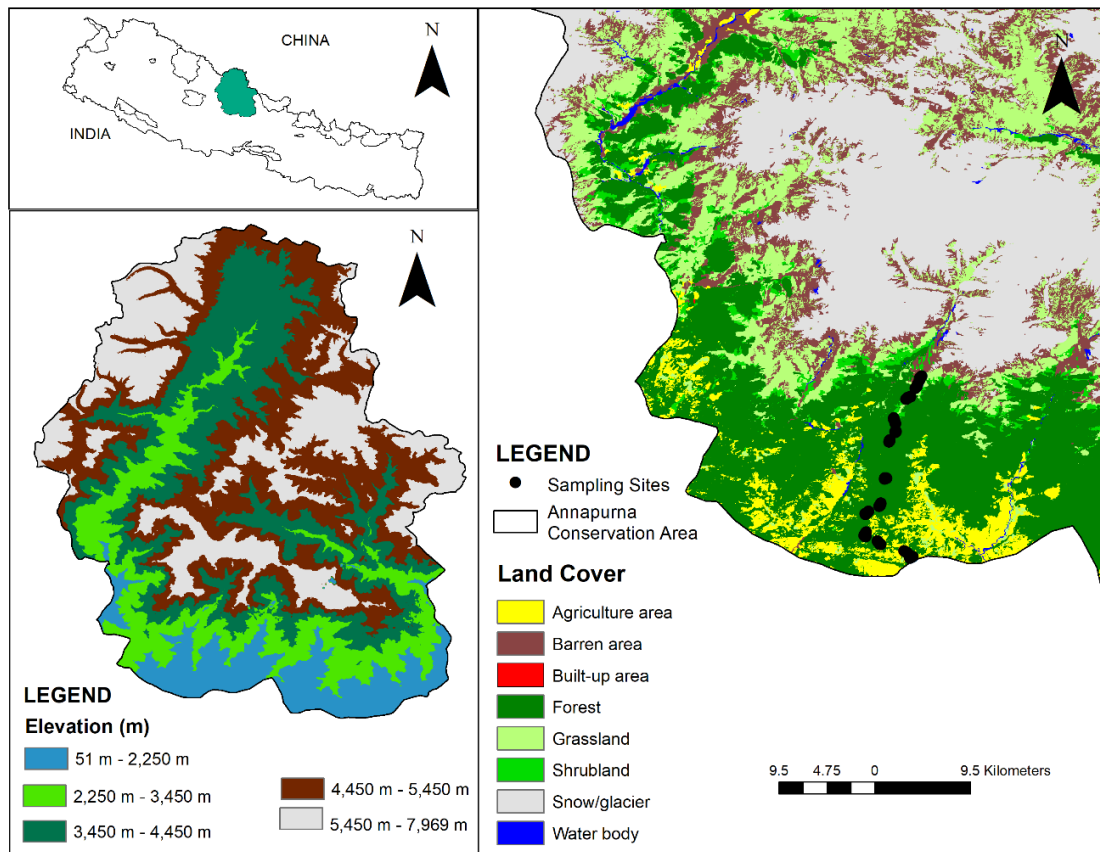 CHINA
N
INDIA
N
LEGEND
Elevation (m)
51 m - 2,250 m
2,250 m - 3,450 m
3,450 m - 4,450 m
4,450 m - 5,450 m
5,450 m - 7,969 m
N
LEGEND
Sampling Sites
Annapurna
Conservation Area
Land Cover
Agriculture area
Barren area
Built-up area
Forest
Grassland
Shrubland
Snow/glacier
Water body
9.5 4.75 0 9.5 Kilometers